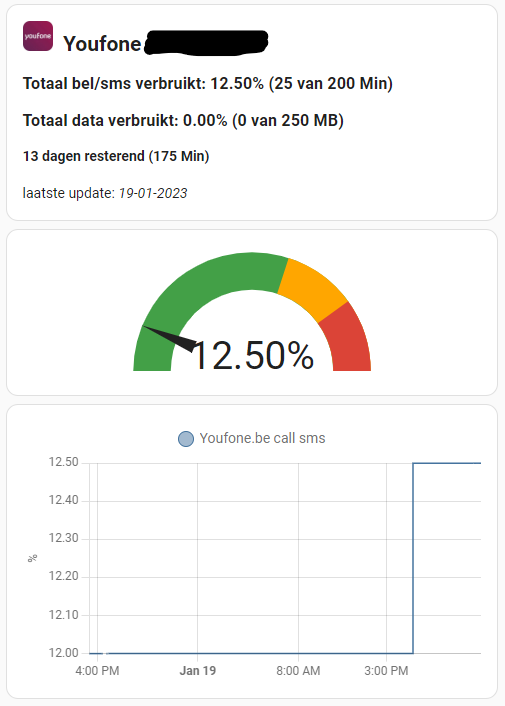 youfone
Youfone
Totaal bel/sms verbruikt: 12.50% (25 van 200 Min)
Totaal data verbruikt: 0.00% (0 van 250 MB)
13 dagen resterend (175 Min)
laatste update: 19-01-2023
12.50%
Youfone.be call sms
12.50
12.40
12.30
%
12.20
12.10
12.00
4:00 PM Jan 19 8:00 AM 3:00 PM